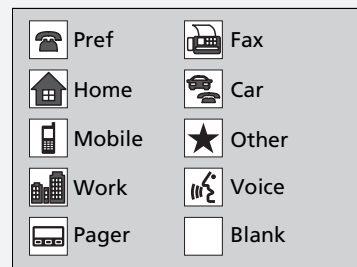 Pref
Fax
Home
Car
Mobile
Other
Work
Voice
Pager
Blank